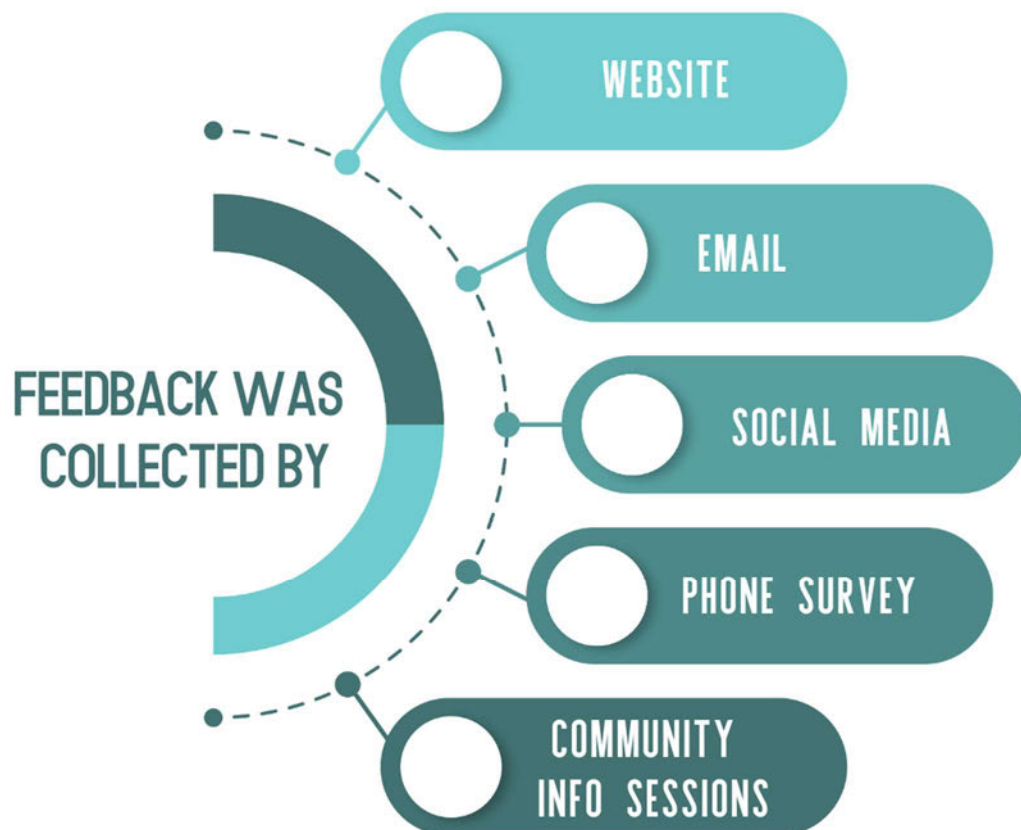 WEBSITE
EMAIL
FEEDBACK WAS
COLLECTED BY
SOCIAL MEDIA
PHONE SURVEY
COMMUNITY
INFO SESSIONS